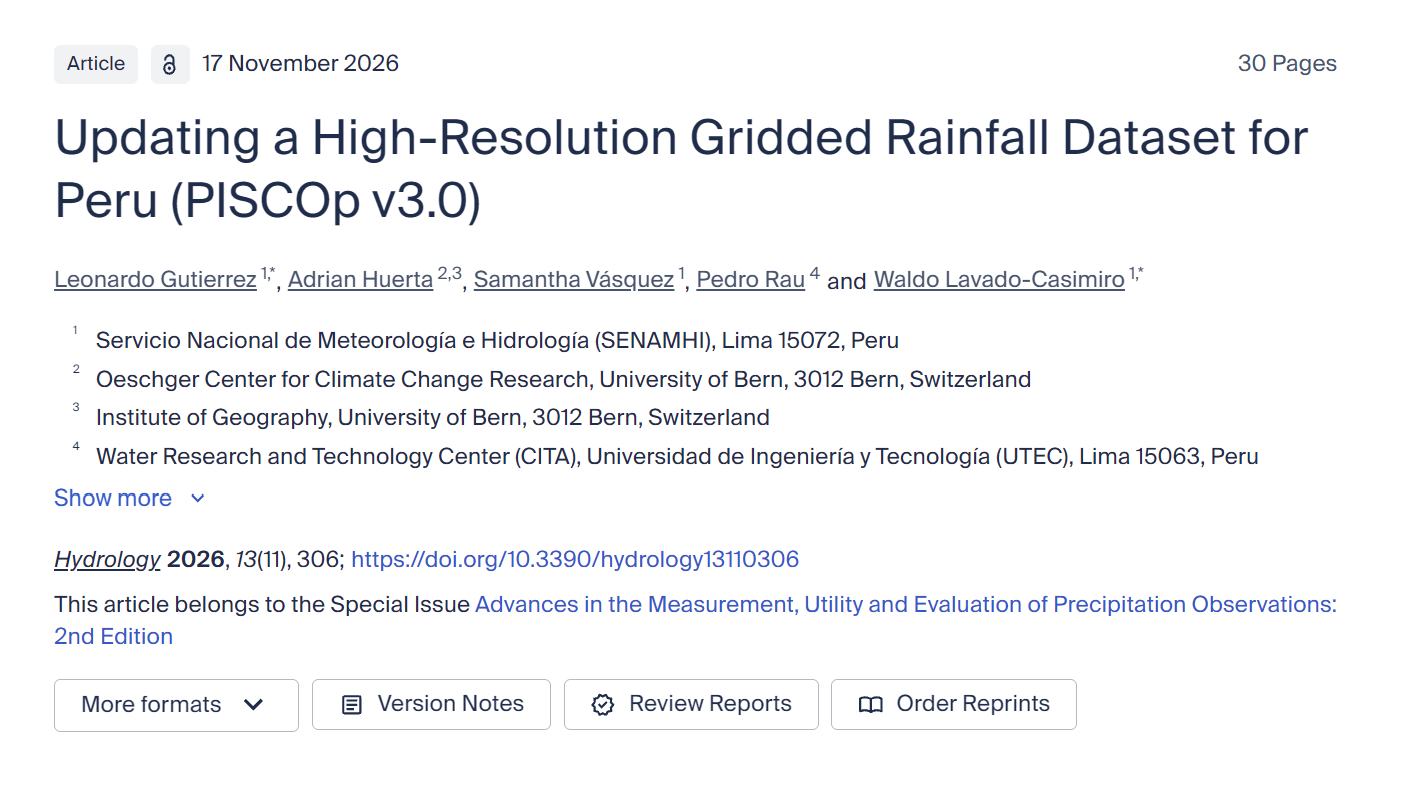 Article 17 November 2026 30 Pages
Updating a High-Resolution Gridded Rainfall Dataset for
Peru (PISCOp v3.0)
Leonardo Gutierrez 1,*, Adrian Huerta 2,3, Samantha Vásquez 1, Pedro Rau 4 and Waldo Lavado-Casimiro 1,*
1 Servicio Nacional de Meteorología e Hidrología (SENAMHI), Lima 15072, Peru
2 Oeschger Center for Climate Change Research, University of Bern, 3012 Bern, Switzerland
3 Institute of Geography, University of Bern, 3012 Bern, Switzerland
4 Water Research and Technology Center (CITA), Universidad de Ingeniería y Tecnología (UTEC), Lima 15063, Peru
Show more
Hydrology 2026, 13(11), 306; https://doi.org/10.3390/hydrology13110306
This article belongs to the Special Issue Advances in the Measurement, Utility and Evaluation of Precipitation Observations:
2nd Edition
More formats Version Notes Review Reports Order Reprints